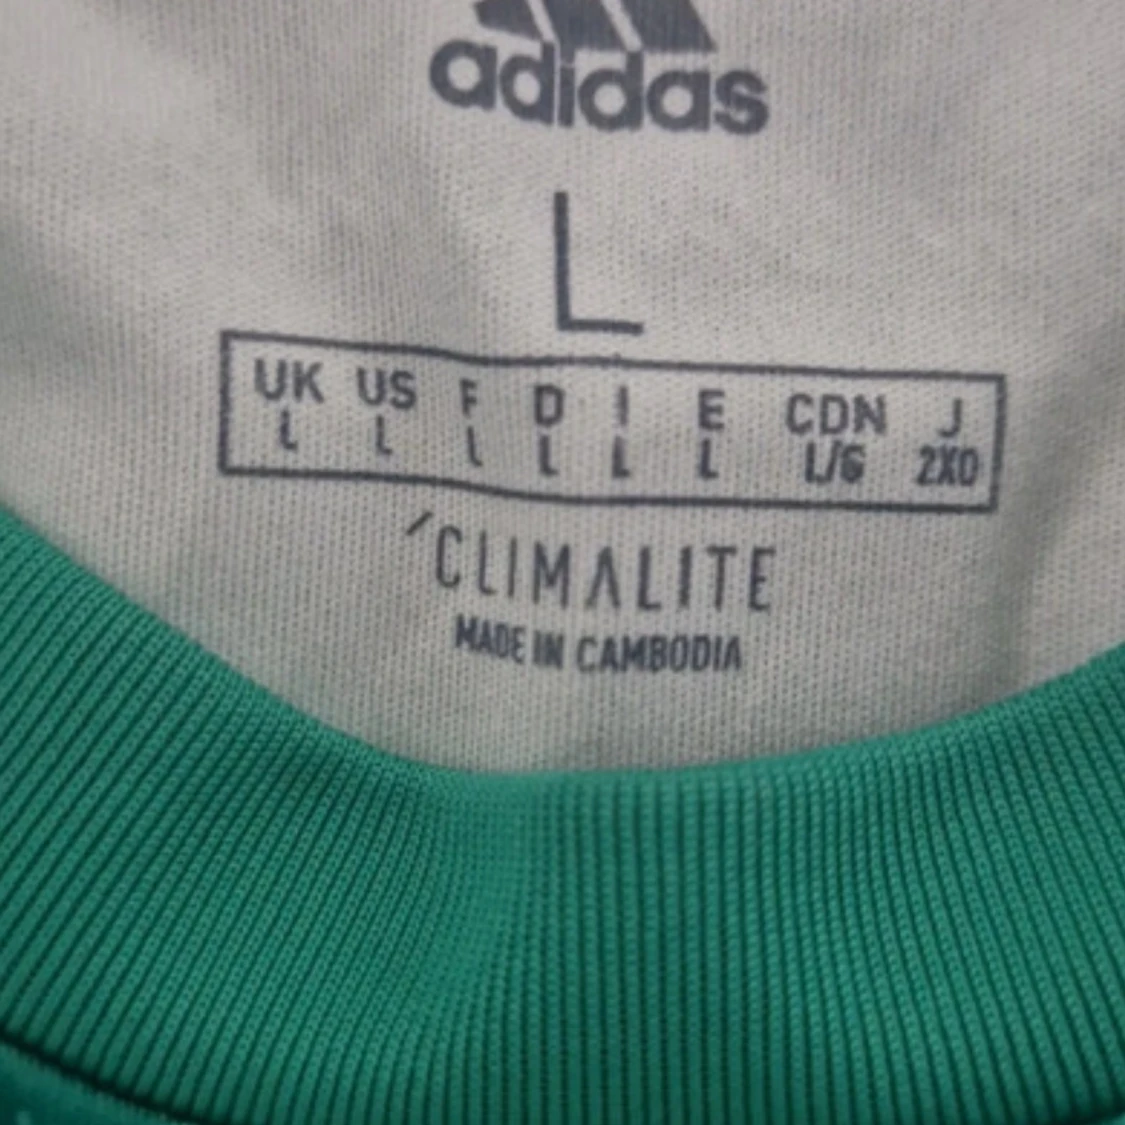 adidas
L
UK US F D I E CDN J
L L L L L L L/G 2XO
CLIMALITE
MADE IN CAMBODIA